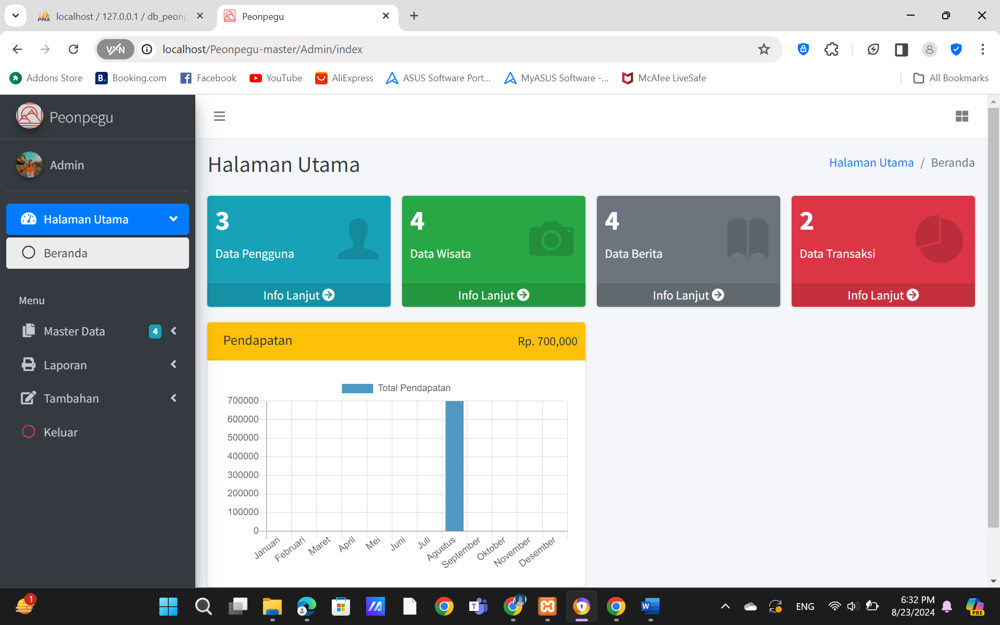 PMA localhost / 127.0.0.1 / db_peonp
Peonpegu
VPN localhost/Peonpegu-master/Admin/index
Addons Store
B. Booking.com
Facebook
YouTube
AliExpress
ASUS Software Port...
MyASUS Software -...
McAfee LiveSafe
All Bookmarks
Peonpegu
Admin
Halaman Utama
Beranda
Menu
Master Data 4
Laporan
Tambahan
Keluar
Halaman Utama
Halaman Utama / Beranda
3
Data Pengguna
Info Lanjut
4
Data Wisata
Info Lanjut
4
Data Berita
Info Lanjut
2
Data Transaksi
Info Lanjut
Pendapatan Rp. 700,000
Total Pendapatan
700000
600000
500000
400000
300000
200000
100000
0
Januari
Februari
Maret
April
Mei
Juni
Juli
Agustus
September
Oktober
November
Desember
1
ENG
6:32 PM
8/23/2024
PRE